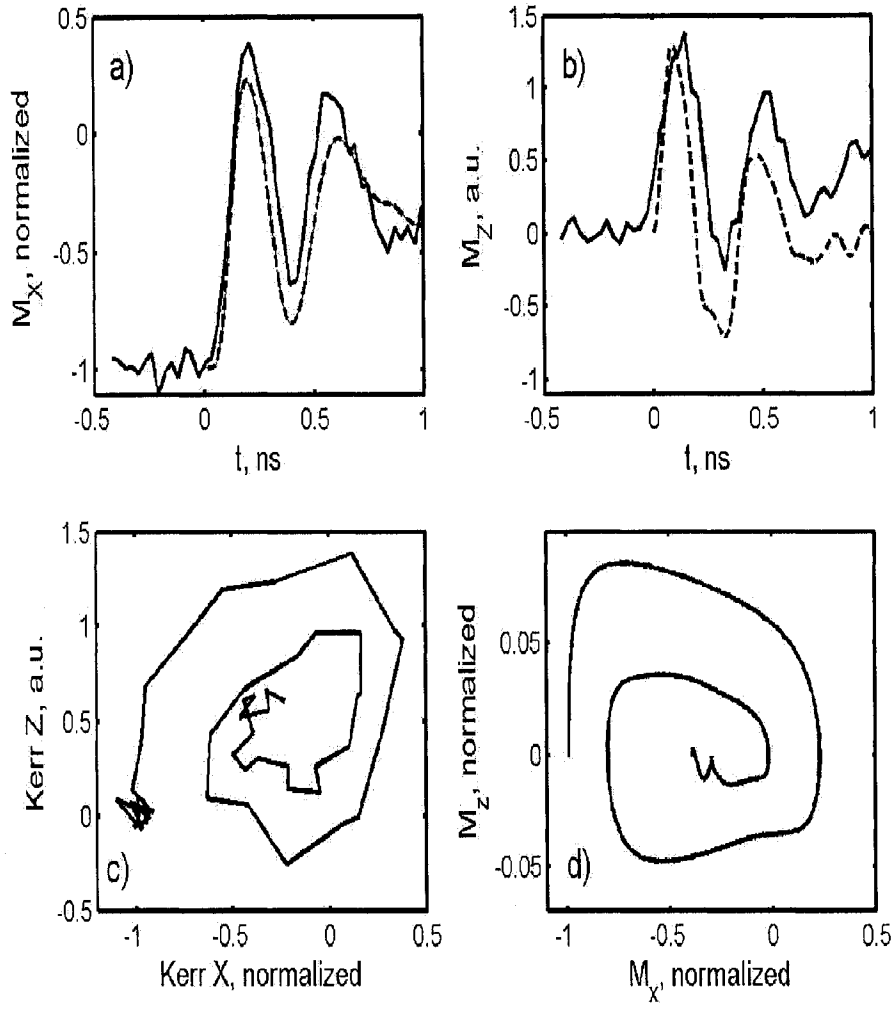 a)
0.5
0
-0.5
-1
-0.5 0 0.5 1
M_X, normalized
t, ns
b)
1.5
1
0.5
0
-0.5
-1
-0.5 0 0.5 1
M_Z, a.u.
t, ns
c)
1.5
1
0.5
0
-0.5
-1 -0.5 0 0.5
Kerr Z, a.u.
Kerr X, normalized
d)
0.05
0
-0.05
-1 -0.5 0 0.5
M_Z, normalized
M_X, normalized